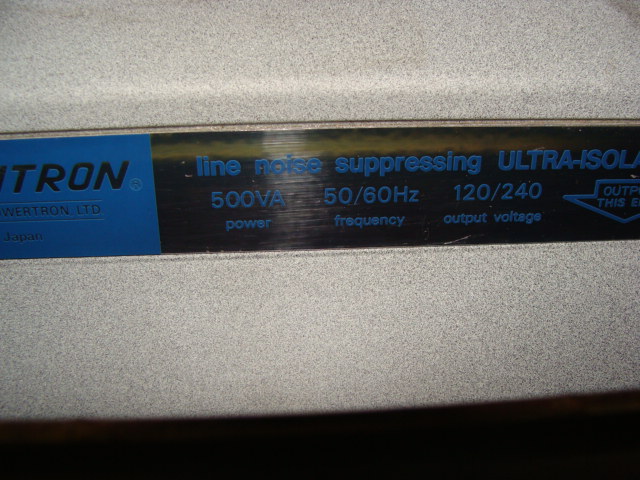 ITRON ®
WERTRON LTD
Japan
line noise suppressing ULTRA-ISOLA
500VA 50/60Hz 120/240
power frequency output voltage
OUTP
THIS E